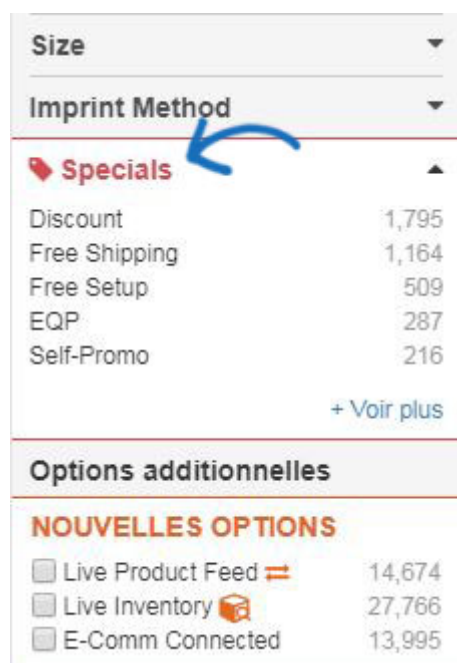 Size
Imprint Method
Specials
Discount 1,795
Free Shipping 1,164
Free Setup 509
EQP 287
Self-Promo 216
+ Voir plus
Options additionnelles
NOUVELLES OPTIONS
Live Product Feed 14,674
Live Inventory 27,766
E-Comm Connected 13,995